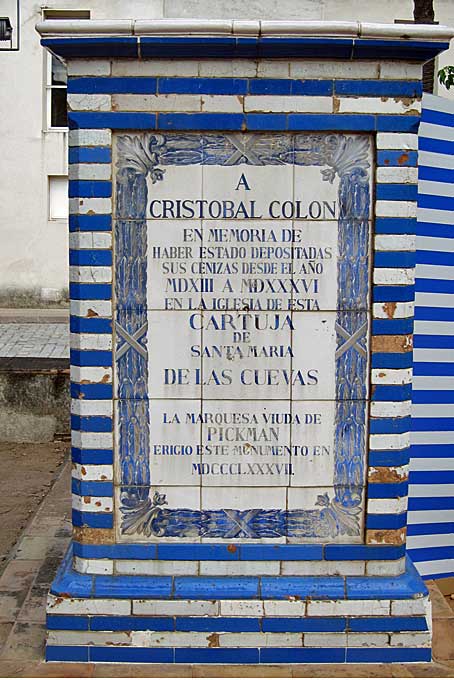 A
CRISTOBAL COLON
EN MEMORIA DE
HABER ESTADO DEPOSITADAS
SUS CENIZAS DESDE EL AÑO
MDXIII A MDXXXVI
EN LA IGLESIA DE ESTA
CARTUJA
DE
SANTA MARIA
DE LAS CUEVAS
LA MARQUESA VIUDA DE
PICKMAN
ERIGIO ESTE MONUMENTO EN
MDCCCLXXXVII.